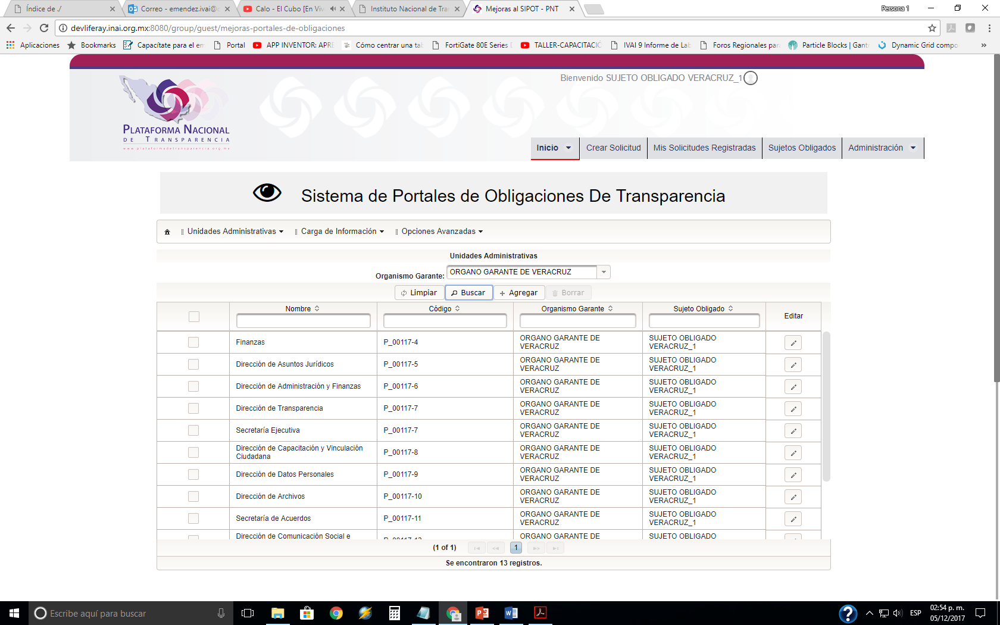 Índice de ./
Correo - emendez.ivai@
Calo - El Cubo [En Viv
Instituto Nacional de Tra
Mejoras al SIPOT - PNT
Persona 1
devliferay.inai.org.mx:8080/group/guest/mejoras-portales-de-obligaciones
Aplicaciones
Bookmarks
Capacítate para el em
Portal
APP INVENTOR: APRE
Cómo centrar una tab
FortiGate 80E Series
TALLER-CAPACITACIÓ
IVAI 9 Informe de Lab
Foros Regionales para
Particle Blocks | Gant
Dynamic Grid compo
»
Bienvenido SUJETO OBLIGADO VERACRUZ_1
PLATAFORMA NACIONAL
DE TRANSPARENCIA
www.plataformadetransparencia.org.mx
Inicio
Crear Solicitud
Mis Solicitudes Registradas
Sujetos Obligados
Administración
Sistema de Portales de Obligaciones De Transparencia
Unidades Administrativas
Carga de Información
Opciones Avanzadas
Unidades Administrativas
Organismo Garante: ORGANO GARANTE DE VERACRUZ
Limpiar
Buscar
Agregar
Borrar
Nombre
Código
Organismo Garante
Sujeto Obligado
Editar
Finanzas
P_00117-4
ORGANO GARANTE DE
VERACRUZ
SUJETO OBLIGADO
VERACRUZ_1
Dirección de Asuntos Jurídicos
P_00117-5
ORGANO GARANTE DE
VERACRUZ
SUJETO OBLIGADO
VERACRUZ_1
Dirección de Administración y Finanzas
P_00117-6
ORGANO GARANTE DE
VERACRUZ
SUJETO OBLIGADO
VERACRUZ_1
Dirección de Transparencia
P_00117-7
ORGANO GARANTE DE
VERACRUZ
SUJETO OBLIGADO
VERACRUZ_1
Secretaría Ejecutiva
P_00117-7
ORGANO GARANTE DE
VERACRUZ
SUJETO OBLIGADO
VERACRUZ_1
Dirección de Capacitación y Vinculación
Ciudadana
P_00117-8
ORGANO GARANTE DE
VERACRUZ
SUJETO OBLIGADO
VERACRUZ_1
Dirección de Datos Personales
P_00117-9
ORGANO GARANTE DE
VERACRUZ
SUJETO OBLIGADO
VERACRUZ_1
Dirección de Archivos
P_00117-10
ORGANO GARANTE DE
VERACRUZ
SUJETO OBLIGADO
VERACRUZ_1
Secretaría de Acuerdos
P_00117-11
ORGANO GARANTE DE
VERACRUZ
SUJETO OBLIGADO
VERACRUZ_1
Dirección de Comunicación Social e
ORGANO GARANTE DE
SUJETO OBLIGADO
(1 of 1)
1
Se encontraron 13 registros.
Escribe aquí para buscar
ESP
02:54 p. m.
05/12/2017